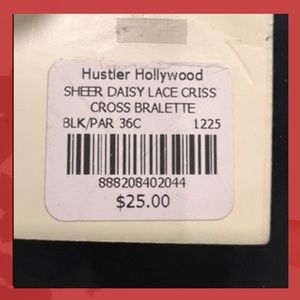 Hustler Hollywood
SHEER DAISY LACE CRISS
CROSS BRALETTE
BLK/PAR 36C 1225
888208402044
$25.00